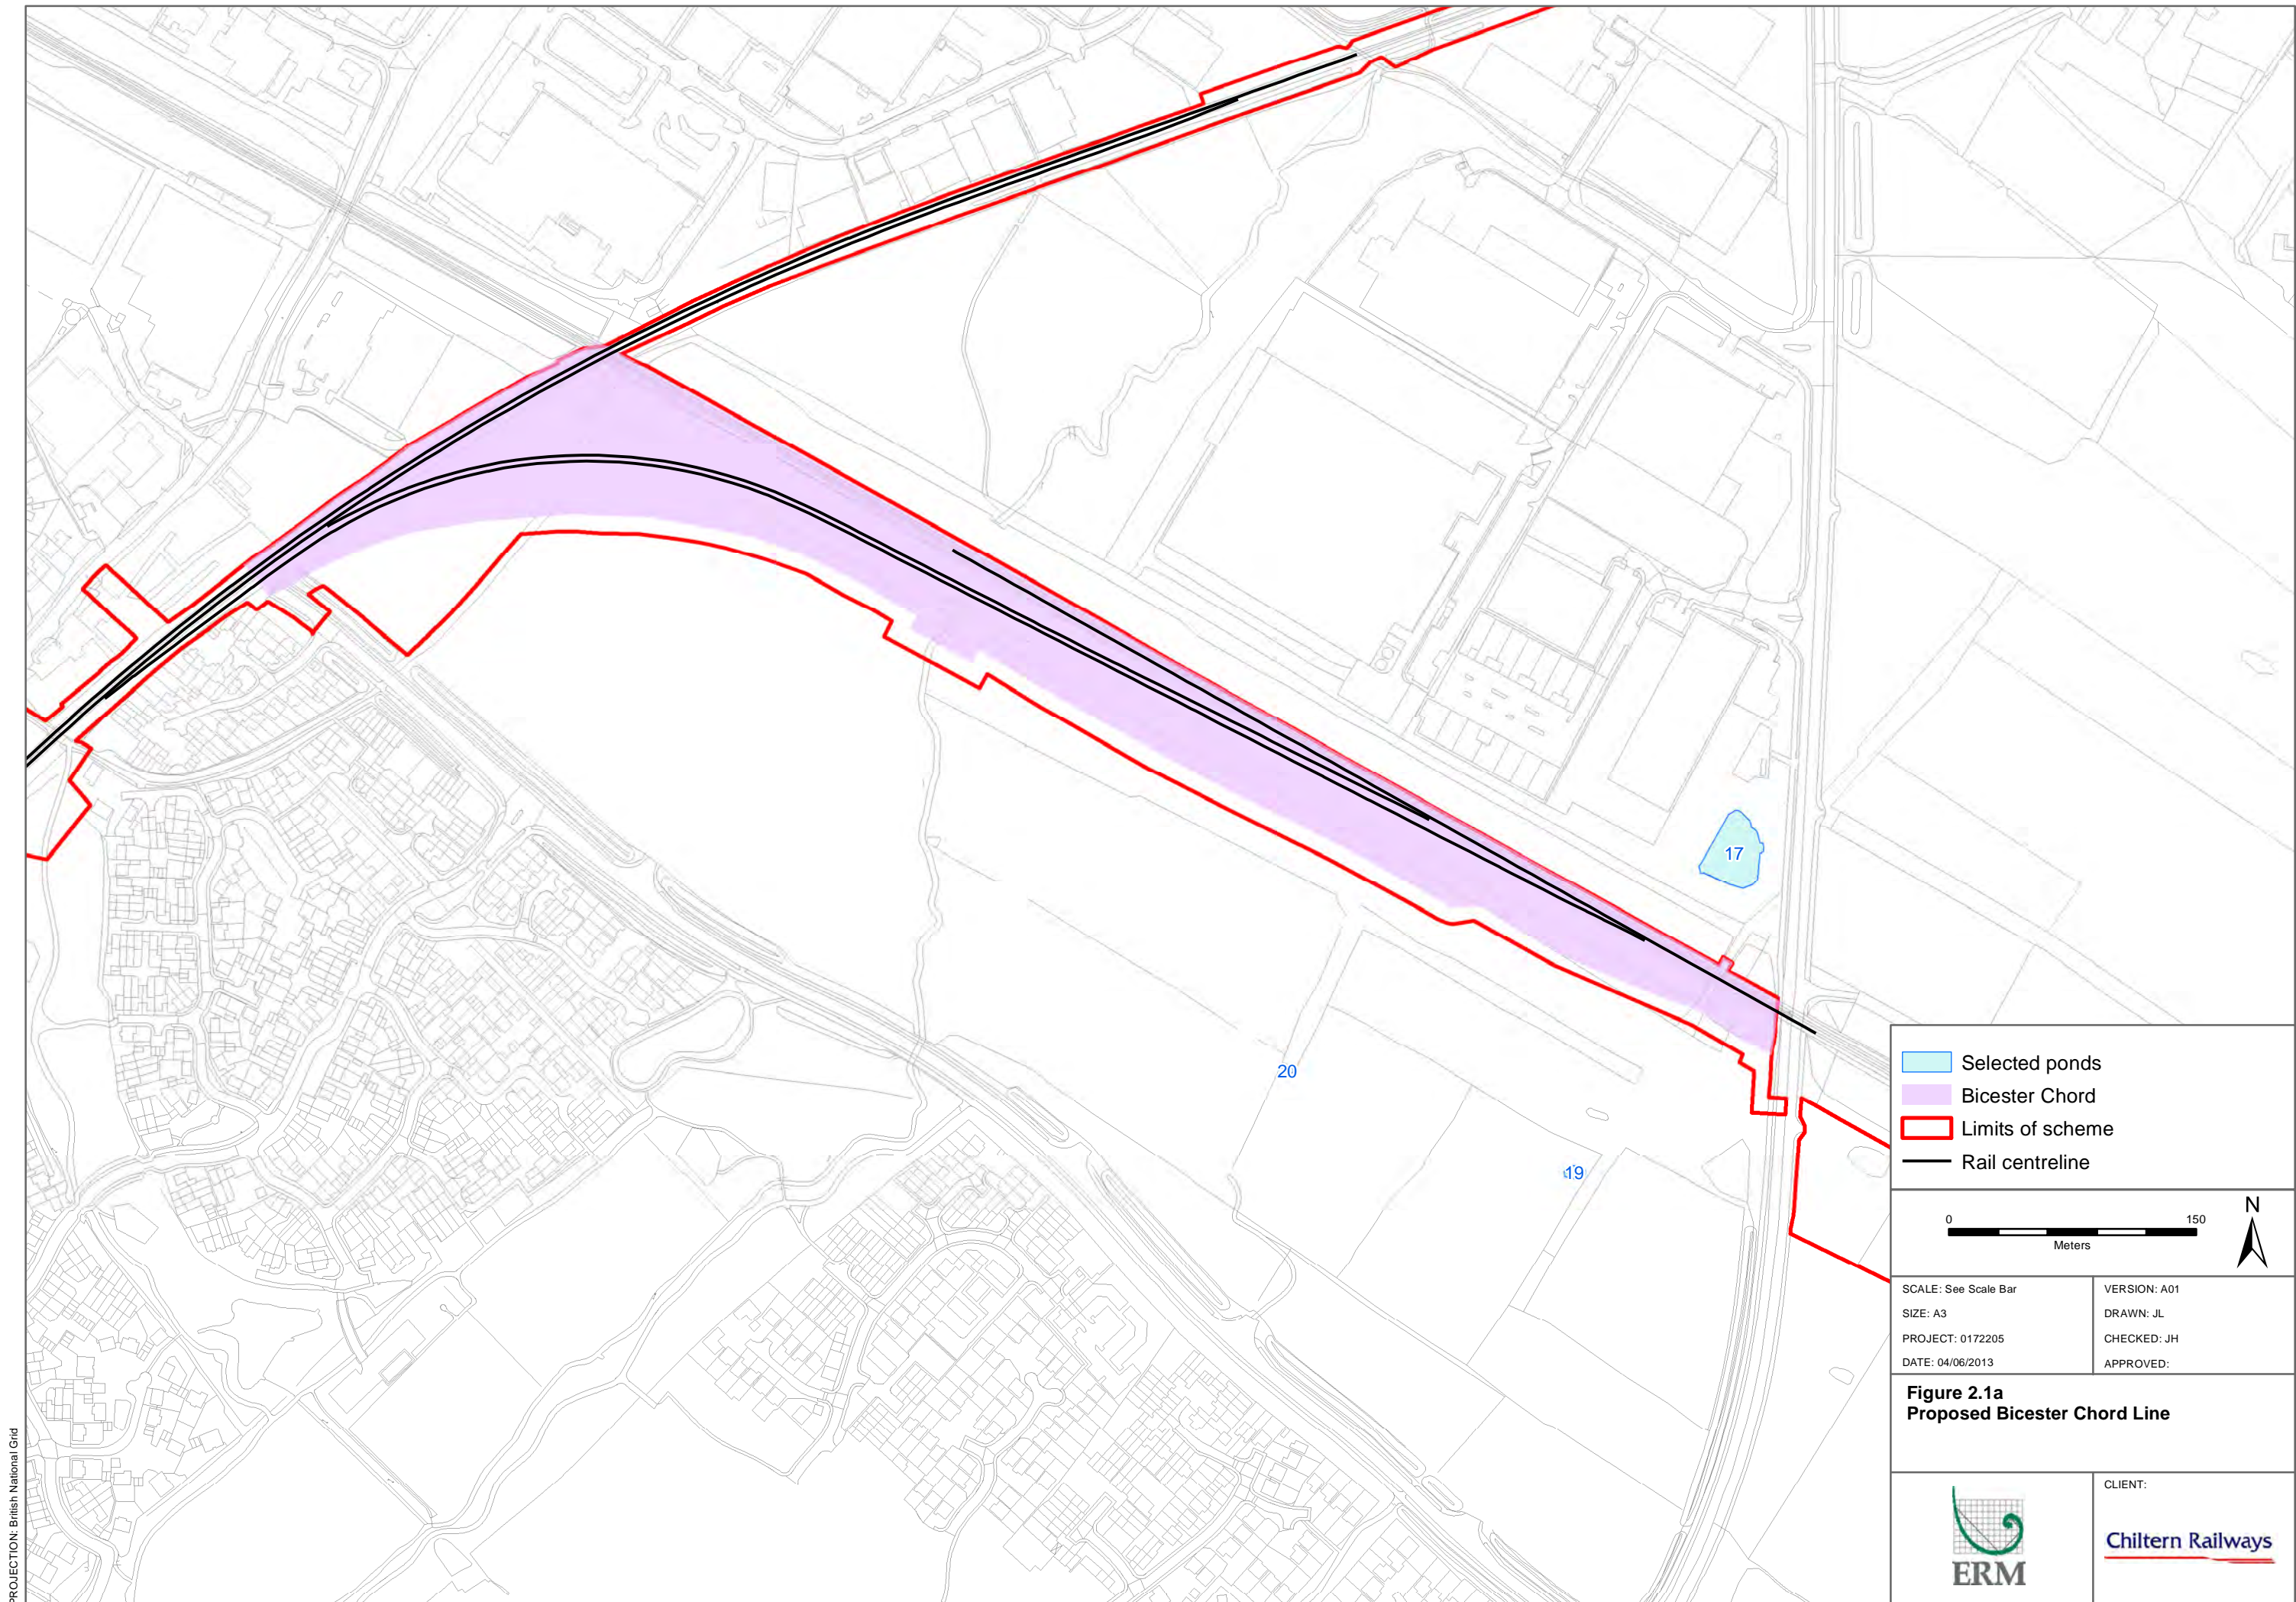 17
20
19
Selected ponds
Bicester Chord
Limits of scheme
Rail centreline
0 150
Meters
N
SCALE: See Scale Bar
VERSION: A01
SIZE: A3
DRAWN: JL
PROJECT: 0172205
CHECKED: JH
DATE: 04/06/2013
APPROVED:
Figure 2.1a
Proposed Bicester Chord Line
CLIENT:
ERM
Chiltern Railways
PROJECTION: British National Grid